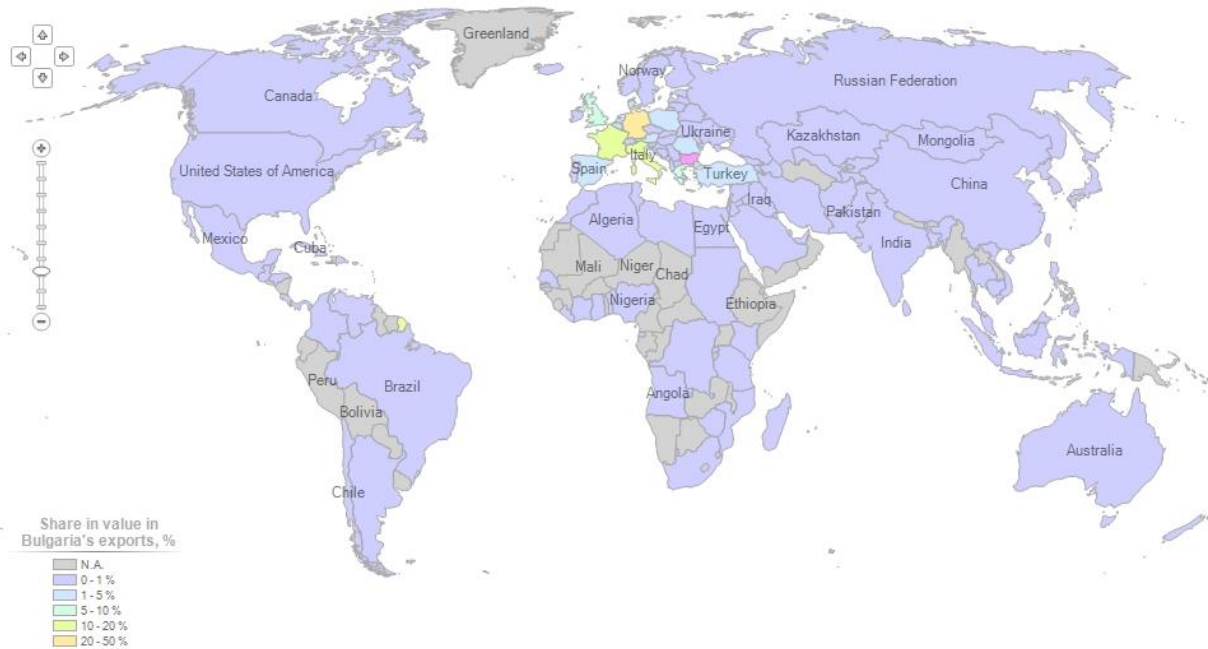 Greenland
Norway
Russian Federation
Canada
Ukraine
Kazakhstan
Mongolia
Italy
United States of America
Spain
Turkey
China
Iraq
Pakistan
Algeria
Egypt
India
Mexico
Cuba
Mali
Niger
Chad
Nigeria
Ethiopia
Peru
Brazil
Angola
Bolivia
Australia
Chile
Share in value in
Bulgaria's exports, %
N.A.
0 - 1 %
1 - 5 %
5 - 10 %
10 - 20 %
20 - 50 %